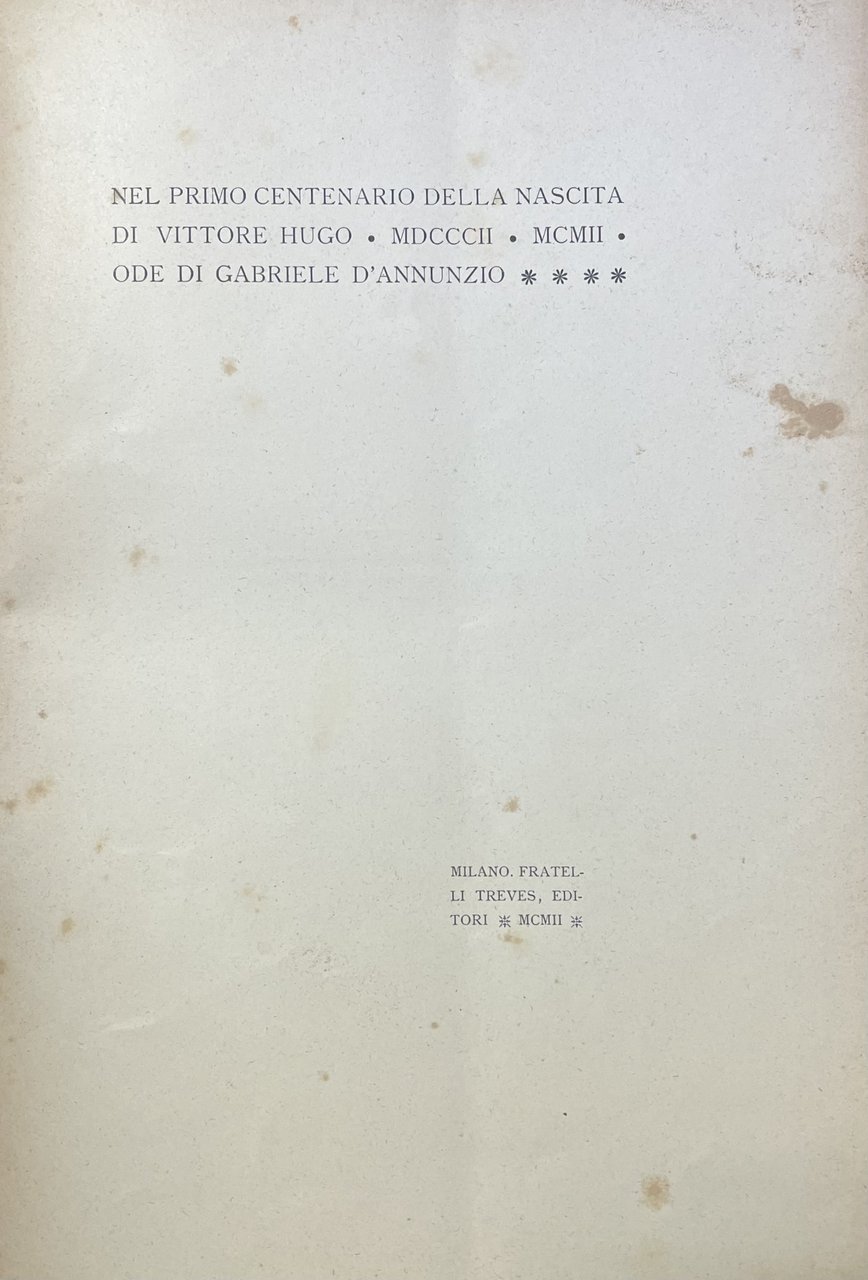 NEL PRIMO CENTENARIO DELLA NASCITA
DI VITTORE HUGO • MDCCCII • MCMII •
ODE DI GABRIELE D'ANNUNZIO * * * *
MILANO. FRATEL-
LI TREVES, EDI-
TORI * MCMII *